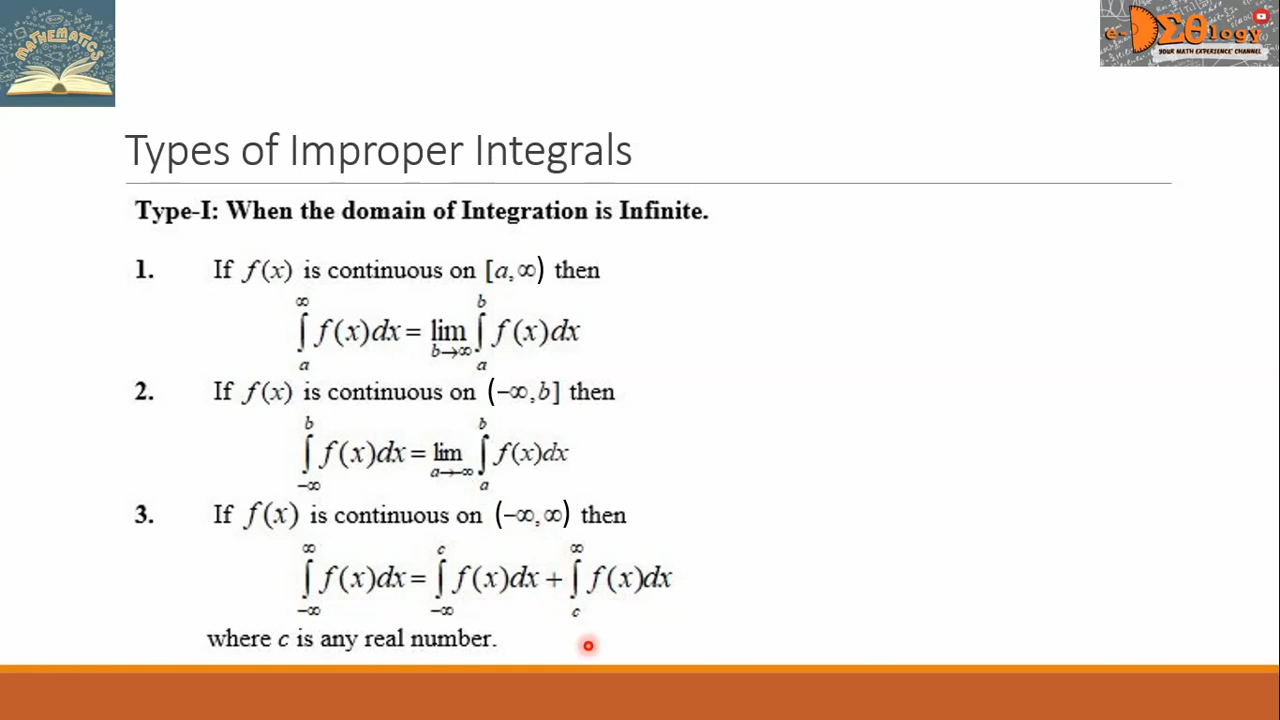 MATHEMATICS
e-DΣθlogy
YOUR MATH EXPERIENCE CHANNEL
Types of Improper Integrals
Type-I: When the domain of Integration is Infinite.
1. If f(x) is continuous on [a,∞) then
∫_a^∞ f(x)dx = lim_{b→∞} ∫_a^b f(x)dx
2. If f(x) is continuous on (−∞,b] then
∫_{−∞}^b f(x)dx = lim_{a→−∞} ∫_a^b f(x)dx
3. If f(x) is continuous on (−∞,∞) then
∫_{−∞}^∞ f(x)dx = ∫_{−∞}^c f(x)dx + ∫_c^∞ f(x)dx
where c is any real number.